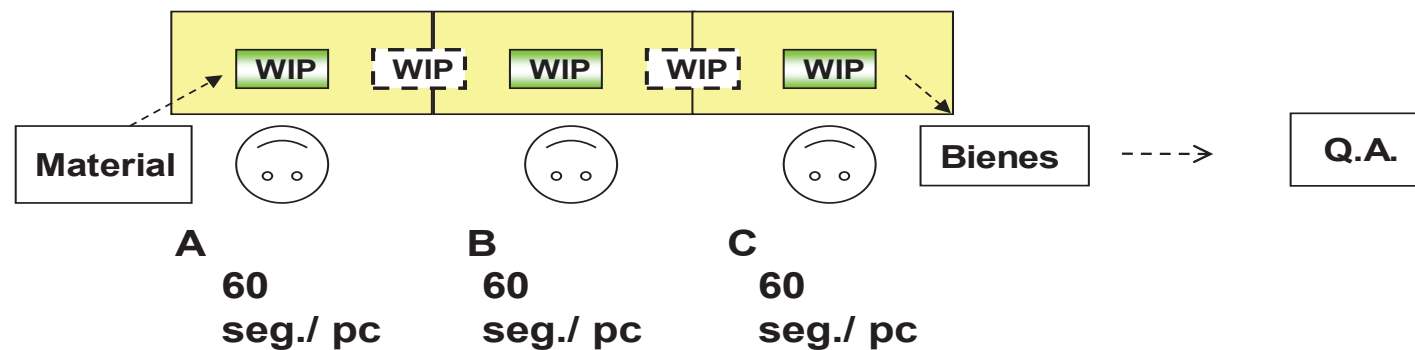 WIP WIP WIP WIP WIP
Material
Bienes
Q.A.
A B C
60 60 60
seg./ pc seg./ pc seg./ pc